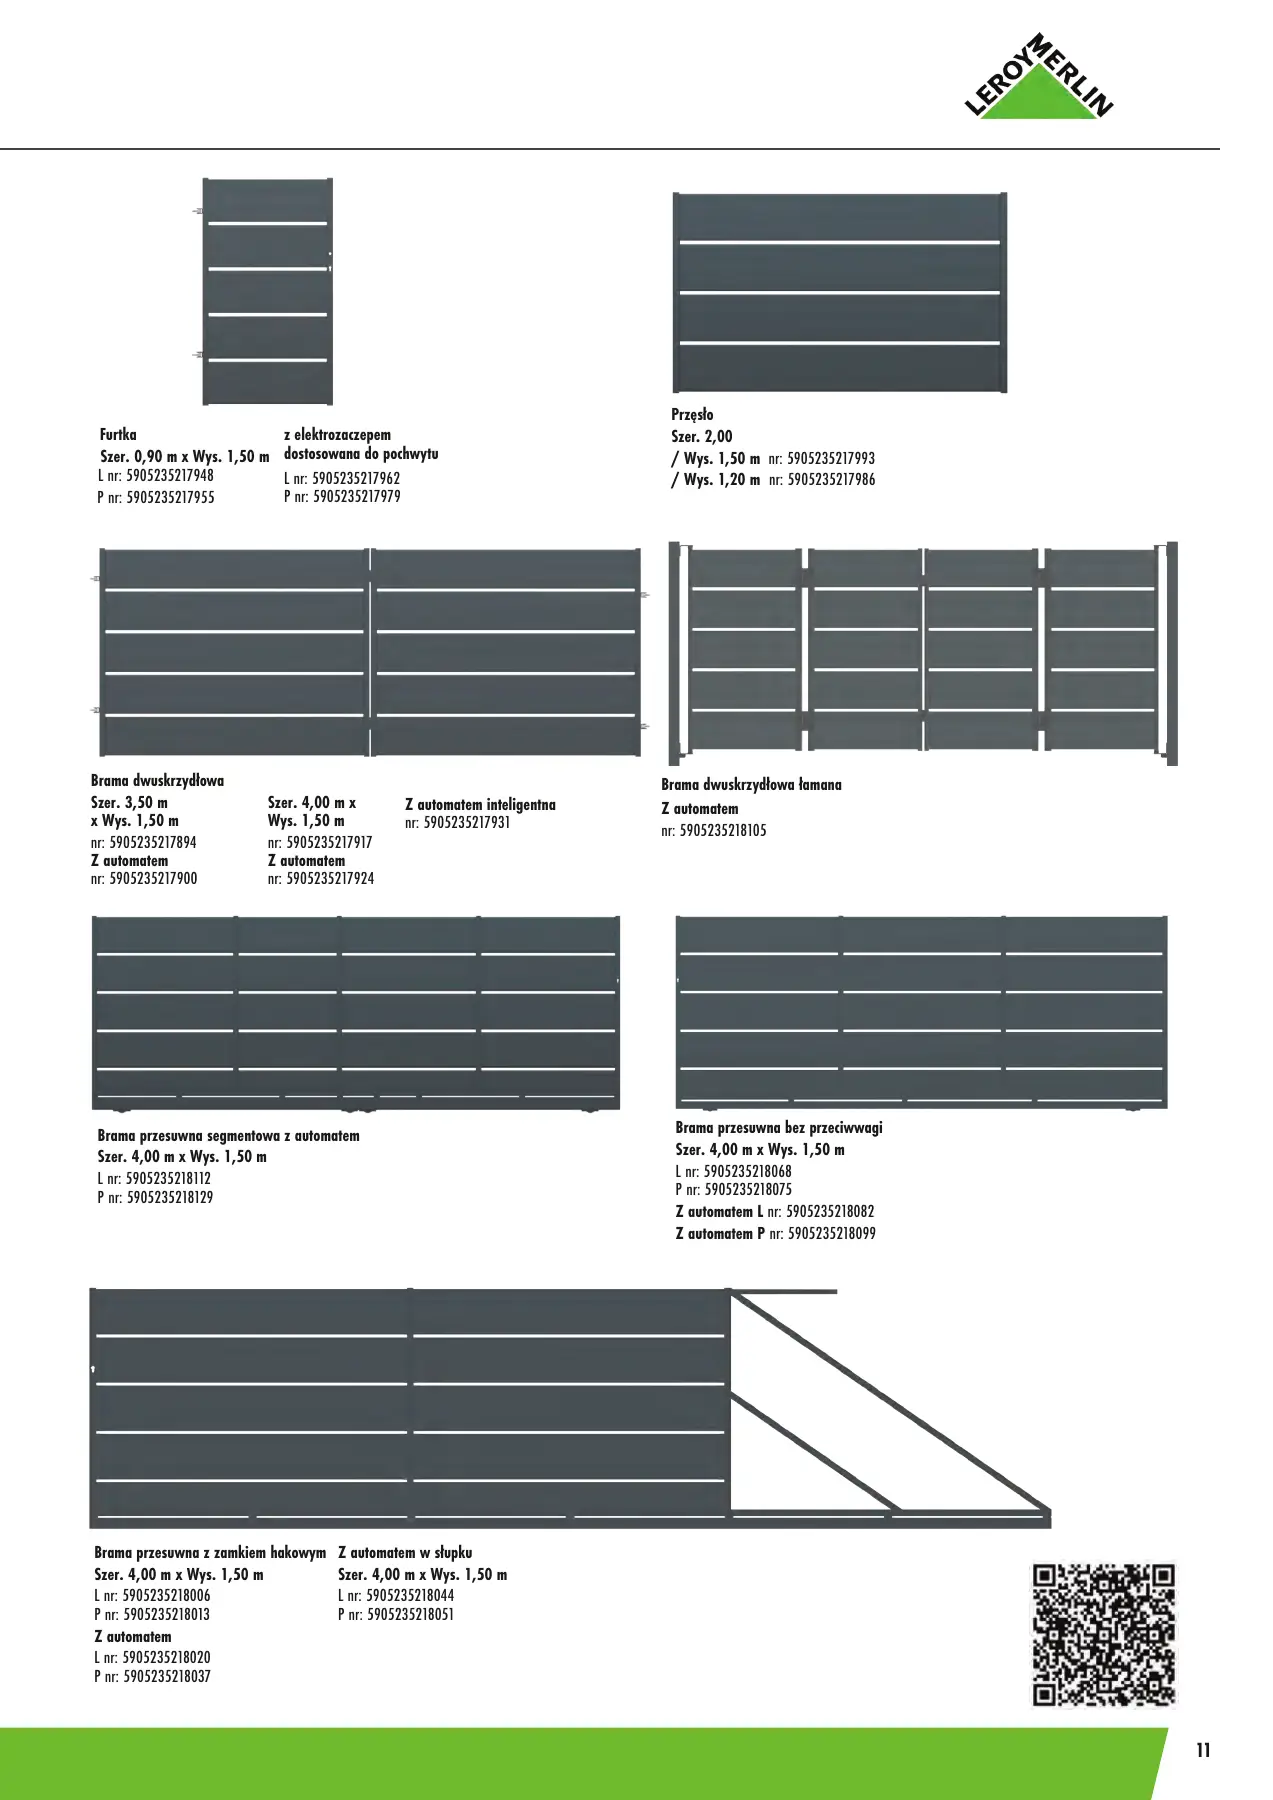 LEROY MERLIN
Furtka
Szer. 0,90 m x Wys. 1,50 m
L nr: 5905235217948
P nr: 5905235217955
z elektrozaczepem
dostosowana do pochwytu
L nr: 5905235217962
P nr: 5905235217979
Przęsło
Szer. 2,00
/ Wys. 1,50 m nr: 5905235217993
/ Wys. 1,20 m nr: 5905235217986
Brama dwuskrzydłowa
Szer. 3,50 m
x Wys. 1,50 m
nr: 5905235217894
Z automatem
nr: 5905235217900
Szer. 4,00 m x
Wys. 1,50 m
nr: 5905235217917
Z automatem
nr: 5905235217924
Z automatem inteligentna
nr: 5905235217931
Brama dwuskrzydłowa łamana
Z automatem
nr: 5905235218105
Brama przesuwna segmentowa z automatem
Szer. 4,00 m x Wys. 1,50 m
L nr: 5905235218112
P nr: 5905235218129
Brama przesuwna bez przeciwwagi
Szer. 4,00 m x Wys. 1,50 m
L nr: 5905235218068
P nr: 5905235218075
Z automatem L nr: 5905235218082
Z automatem P nr: 5905235218099
Brama przesuwna z zamkiem hakowym
Szer. 4,00 m x Wys. 1,50 m
L nr: 5905235218006
P nr: 5905235218013
Z automatem
L nr: 5905235218020
P nr: 5905235218037
Z automatem w słupku
Szer. 4,00 m x Wys. 1,50 m
L nr: 5905235218044
P nr: 5905235218051
11